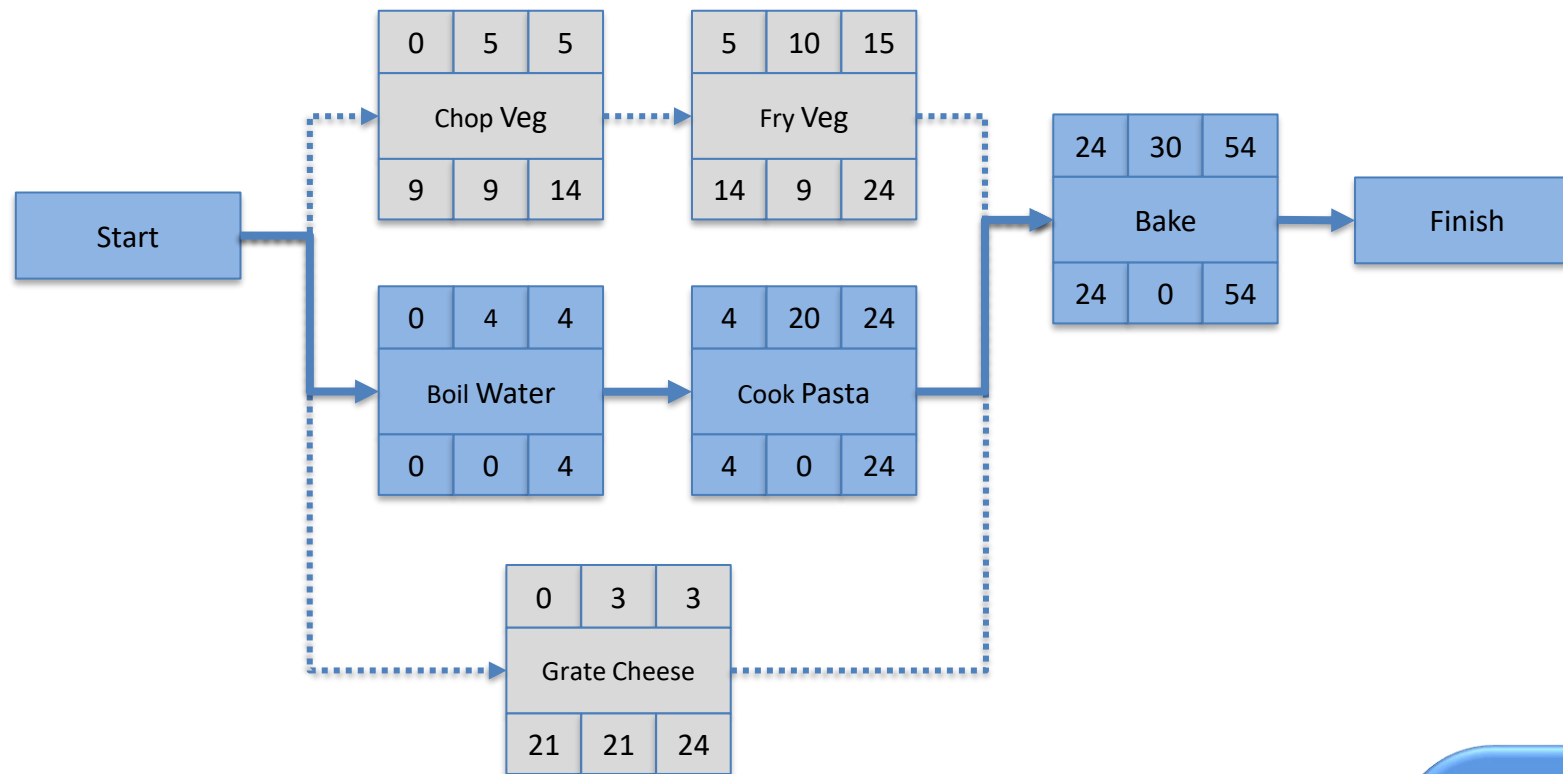 0 5 5
Chop Veg
9 9 14
5 10 15
Fry Veg
14 9 24
24 30 54
Bake
24 0 54
Start
Finish
0 4 4
Boil Water
0 0 4
4 20 24
Cook Pasta
4 0 24
0 3 3
Grate Cheese
21 21 24